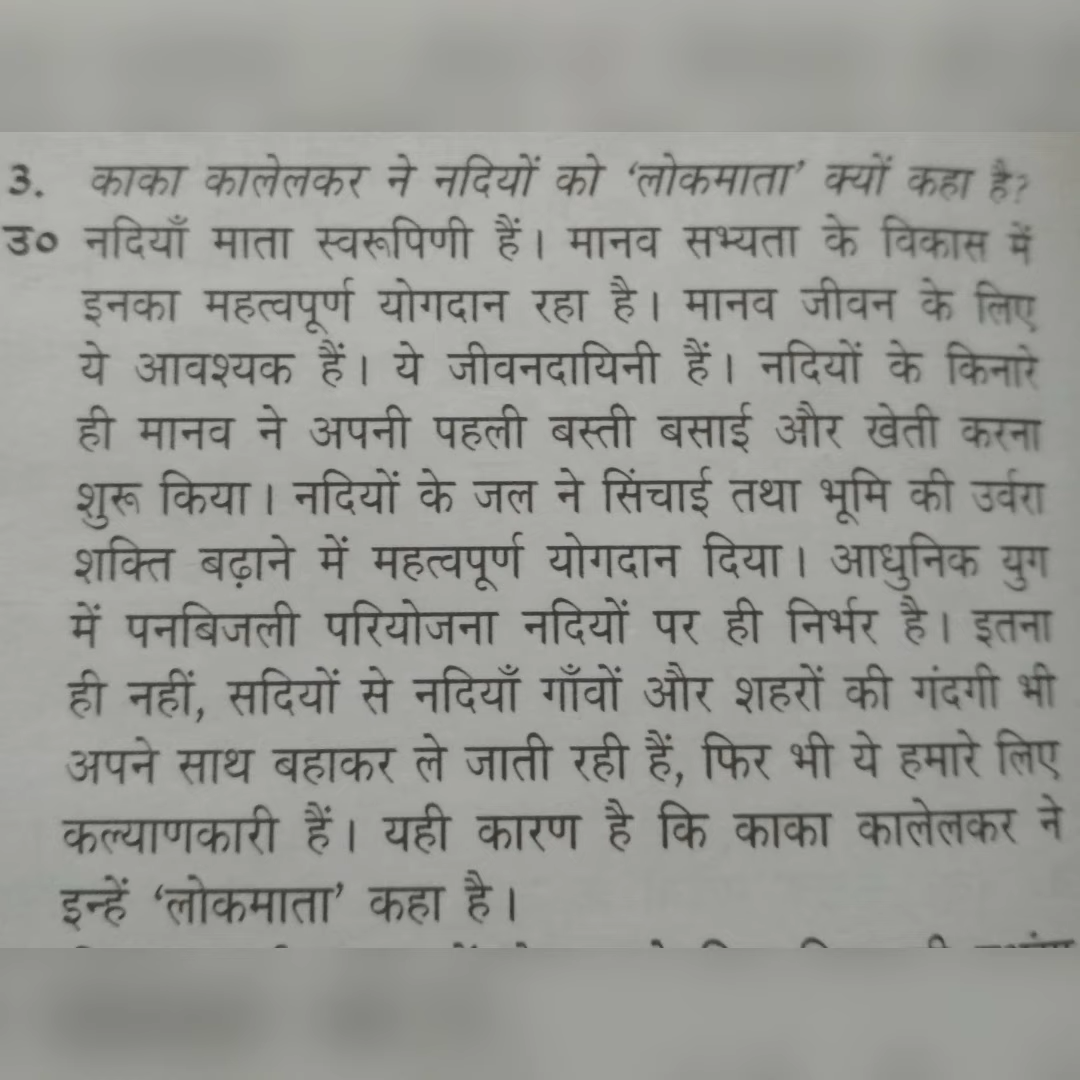 3. काका कालेलकर ने नदियों को ‘लोकमाता’ क्यों कहा है?
उ० नदियाँ माता स्वरूपिणी हैं। मानव सभ्यता के विकास में
इनका महत्वपूर्ण योगदान रहा है। मानव जीवन के लिए
ये आवश्यक हैं। ये जीवनदायिनी हैं। नदियों के किनारे
ही मानव ने अपनी पहली बस्ती बसाई और खेती करना
शुरू किया। नदियों के जल ने सिंचाई तथा भूमि की उर्वरा
शक्ति बढ़ाने में महत्वपूर्ण योगदान दिया। आधुनिक युग
में पनबिजली परियोजना नदियों पर ही निर्भर है। इतना
ही नहीं, सदियों से नदियाँ गाँवों और शहरों की गंदगी भी
अपने साथ बहाकर ले जाती रही हैं, फिर भी ये हमारे लिए
कल्याणकारी हैं। यही कारण है कि काका कालेलकर ने
इन्हें ‘लोकमाता’ कहा है।